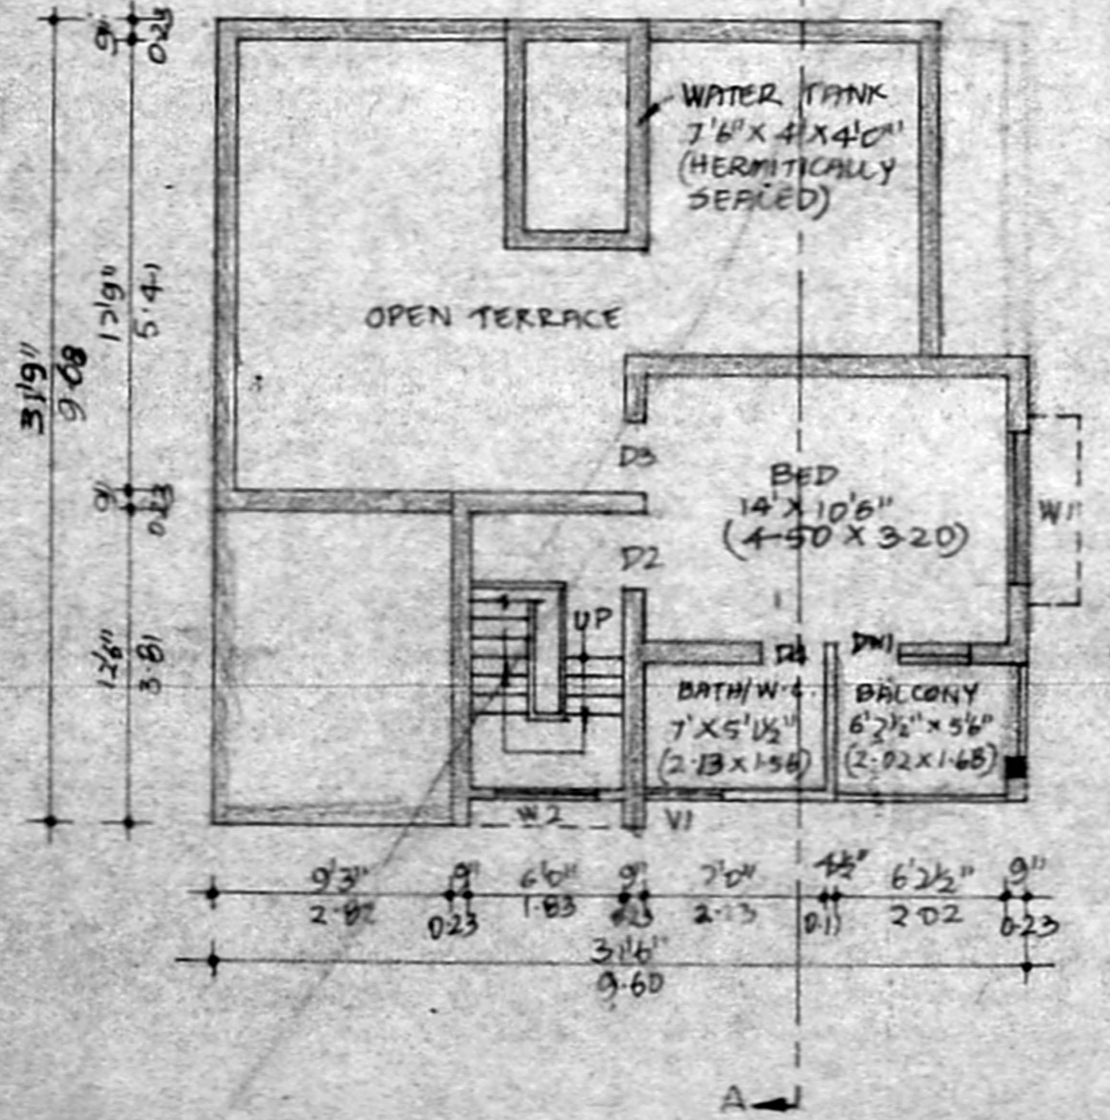 9"
0.23
WATER TANK
7'6" X 4' X 4'0"
(HERMITICALLY
SEALED)
17'9"
5.41
OPEN TERRACE
31'9"
9.68
D3
BED
14' X 10'6"
(4.50 X 3.20)
W1
9"
0.23
D2
UP
12'6"
3.81
D1
DW1
BATH/W.C.
7' X 5'1½"
(2.13 X 1.56)
BALCONY
6'7½" X 5'6"
(2.02 X 1.68)
W2
V1
9'3"
2.82
9"
0.23
6'0"
1.83
9"
0.23
7'0"
2.13
4½"
0.11
6'2½"
2.02
9"
0.23
31'6"
9.60
A